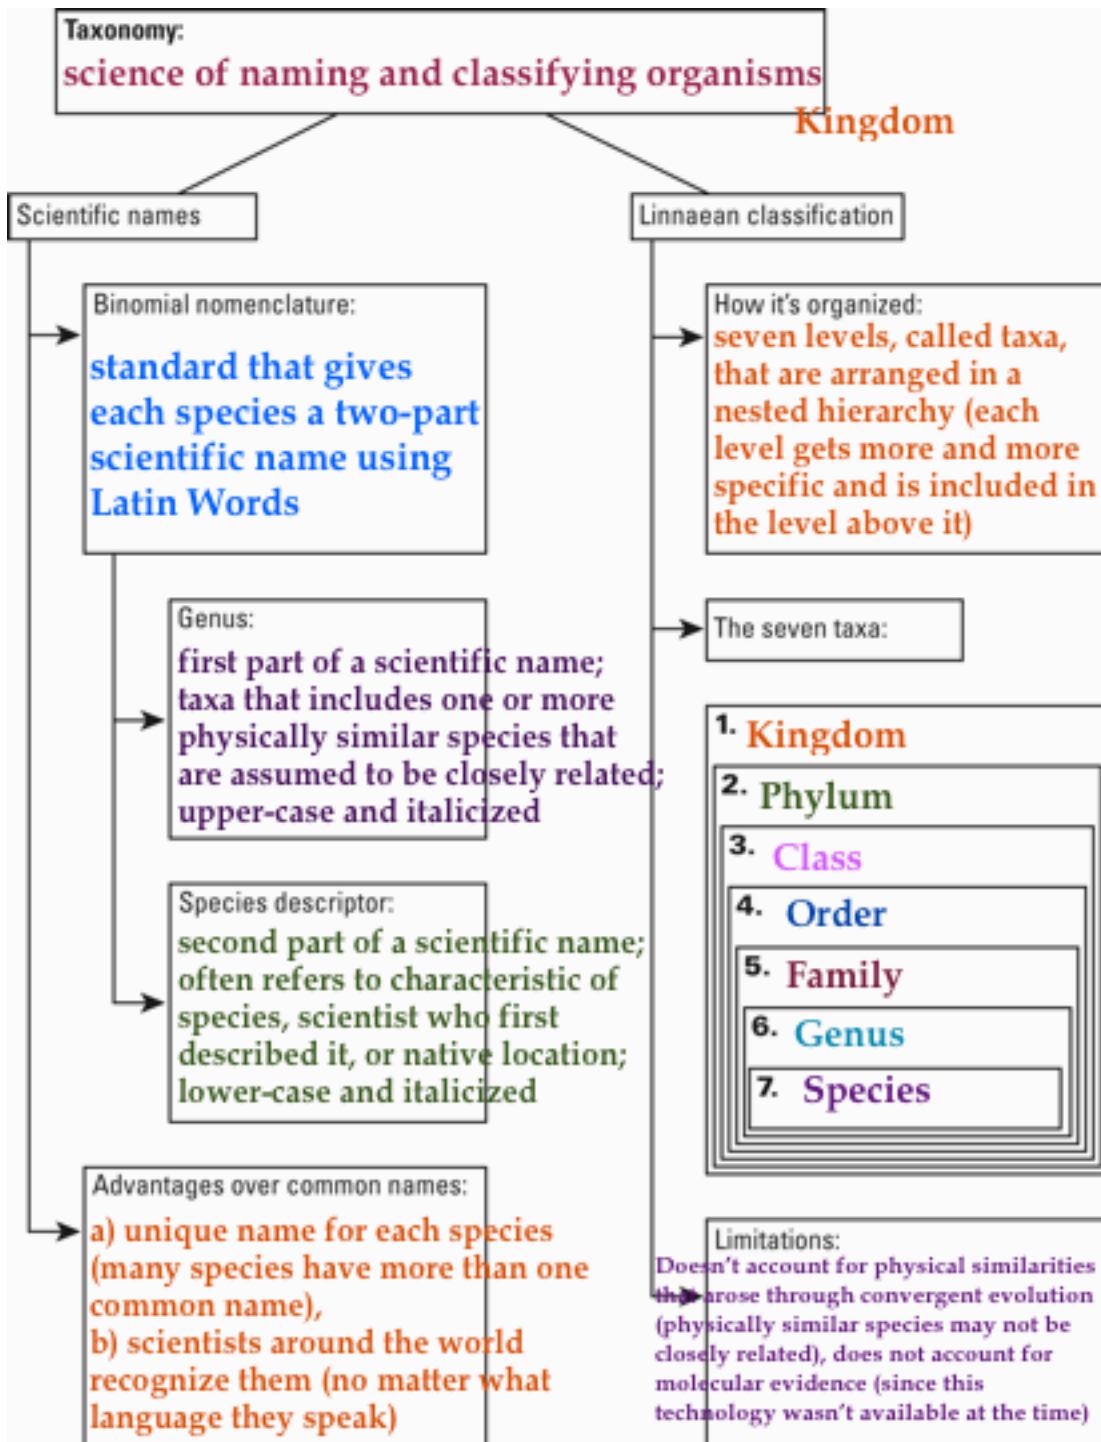 Taxonomy:
science of naming and classifying organisms
Kingdom
Scientific names
Binomial nomenclature:
standard that gives
each species a two-part
scientific name using
Latin Words
Genus:
first part of a scientific name;
taxa that includes one or more
physically similar species that
are assumed to be closely related;
upper-case and italicized
Species descriptor:
second part of a scientific name;
often refers to characteristic of
species, scientist who first
described it, or native location;
lower-case and italicized
Advantages over common names:
a) unique name for each species
(many species have more than one
common name),
b) scientists around the world
recognize them (no matter what
language they speak)
Linnaean classification
How it's organized:
seven levels, called taxa,
that are arranged in a
nested hierarchy (each
level gets more and more
specific and is included in
the level above it)
The seven taxa:
1. Kingdom
2. Phylum
3. Class
4. Order
5. Family
6. Genus
7. Species
Limitations:
Doesn't account for physical similarities
that arose through convergent evolution
(physically similar species may not be
closely related), does not account for
molecular evidence (since this
technology wasn't available at the time)